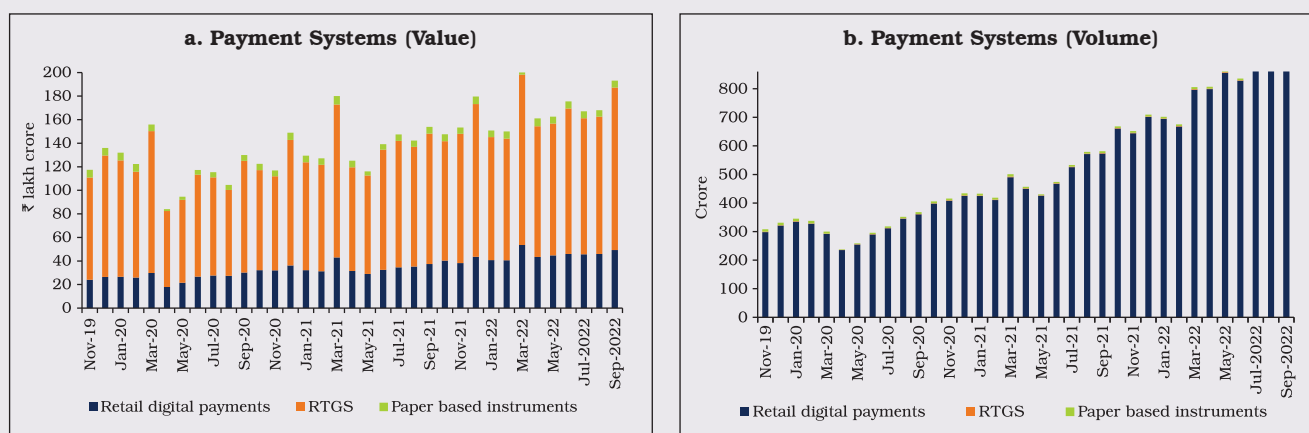 a. Payment Systems (Value)
₹ lakh crore
200
180
160
140
120
100
80
60
40
20
0
Nov-19
Jan-20
Mar-20
May-20
Jul-20
Sep-20
Nov-20
Jan-21
Mar-21
May-21
Jul-21
Sep-21
Nov-21
Jan-22
Mar-22
May-22
Jul-2022
Sep-2022
Retail digital payments RTGS Paper based instruments
b. Payment Systems (Volume)
Crore
800
700
600
500
400
300
200
100
0
Nov-19
Jan-20
Mar-20
May-20
Jul-20
Sep-20
Nov-20
Jan-21
Mar-21
May-21
Jul-21
Sep-21
Nov-21
Jan-22
Mar-22
May-22
Jul-2022
Sep-2022
Retail digital payments RTGS Paper based instruments